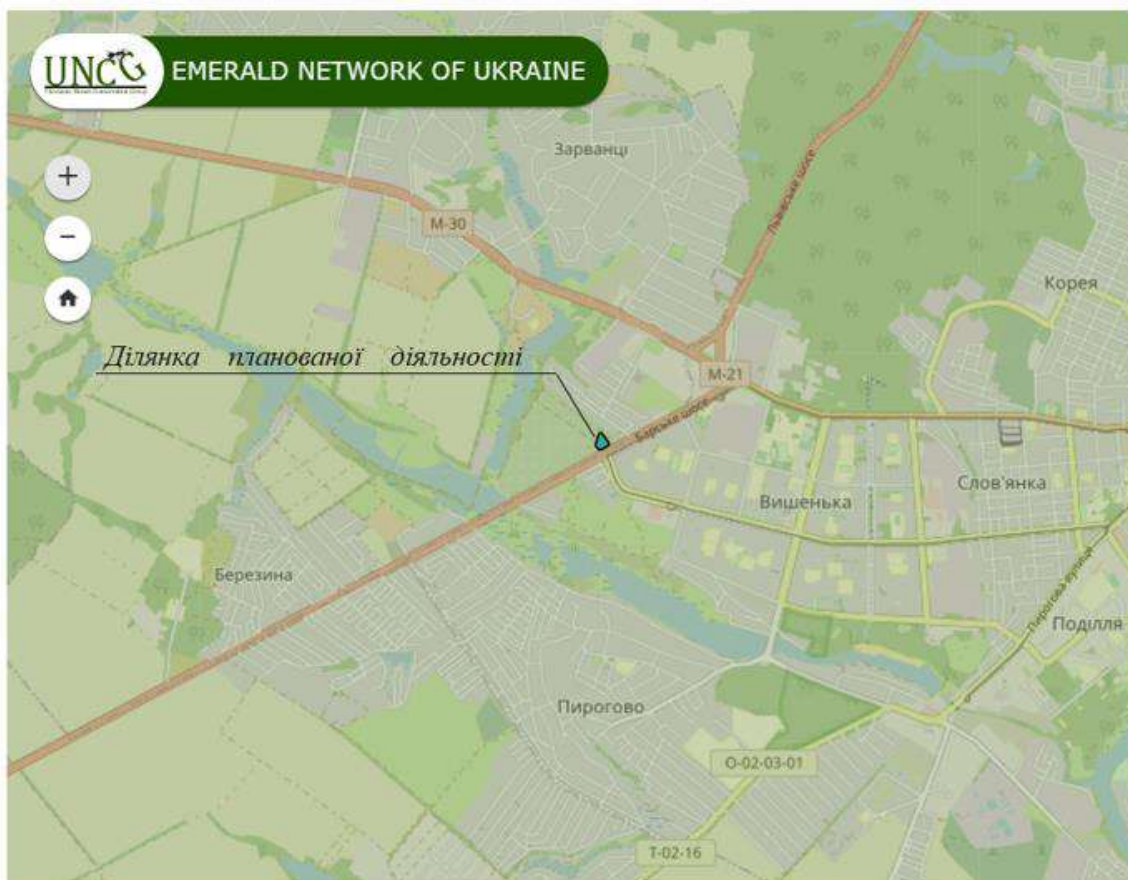 UNCG
EMERALD NETWORK OF UKRAINE
Зарванці
М-30
Львівське шосе
Корея
Ділянка планованої діяльності
М-21
Барське шосе
Вишенька
Слов'янка
Березина
Пирогова вулиця
Поділля
Пирогово
О-02-03-01
Т-02-16